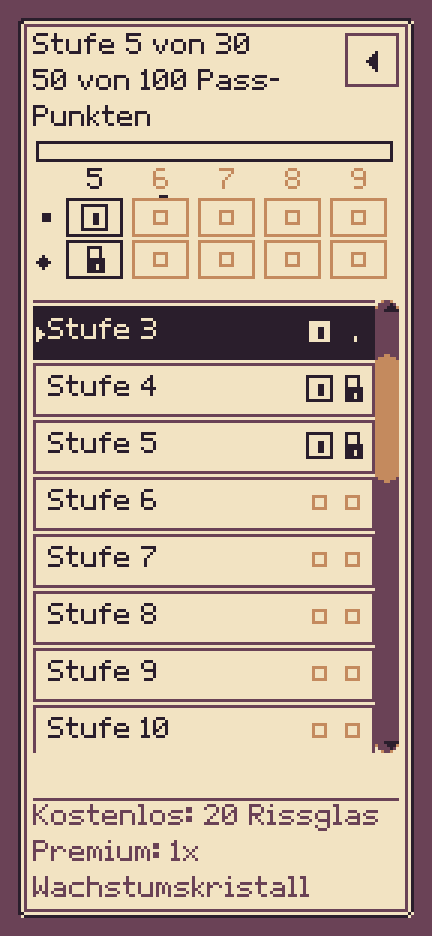 Stufe 5 von 30
50 von 100 Pass-
Punkten
5 6 7 8 9
Stufe 3
Stufe 4
Stufe 5
Stufe 6
Stufe 7
Stufe 8
Stufe 9
Stufe 10
Kostenlos: 20 Rissglas
Premium: 1x
Wachstumskristall